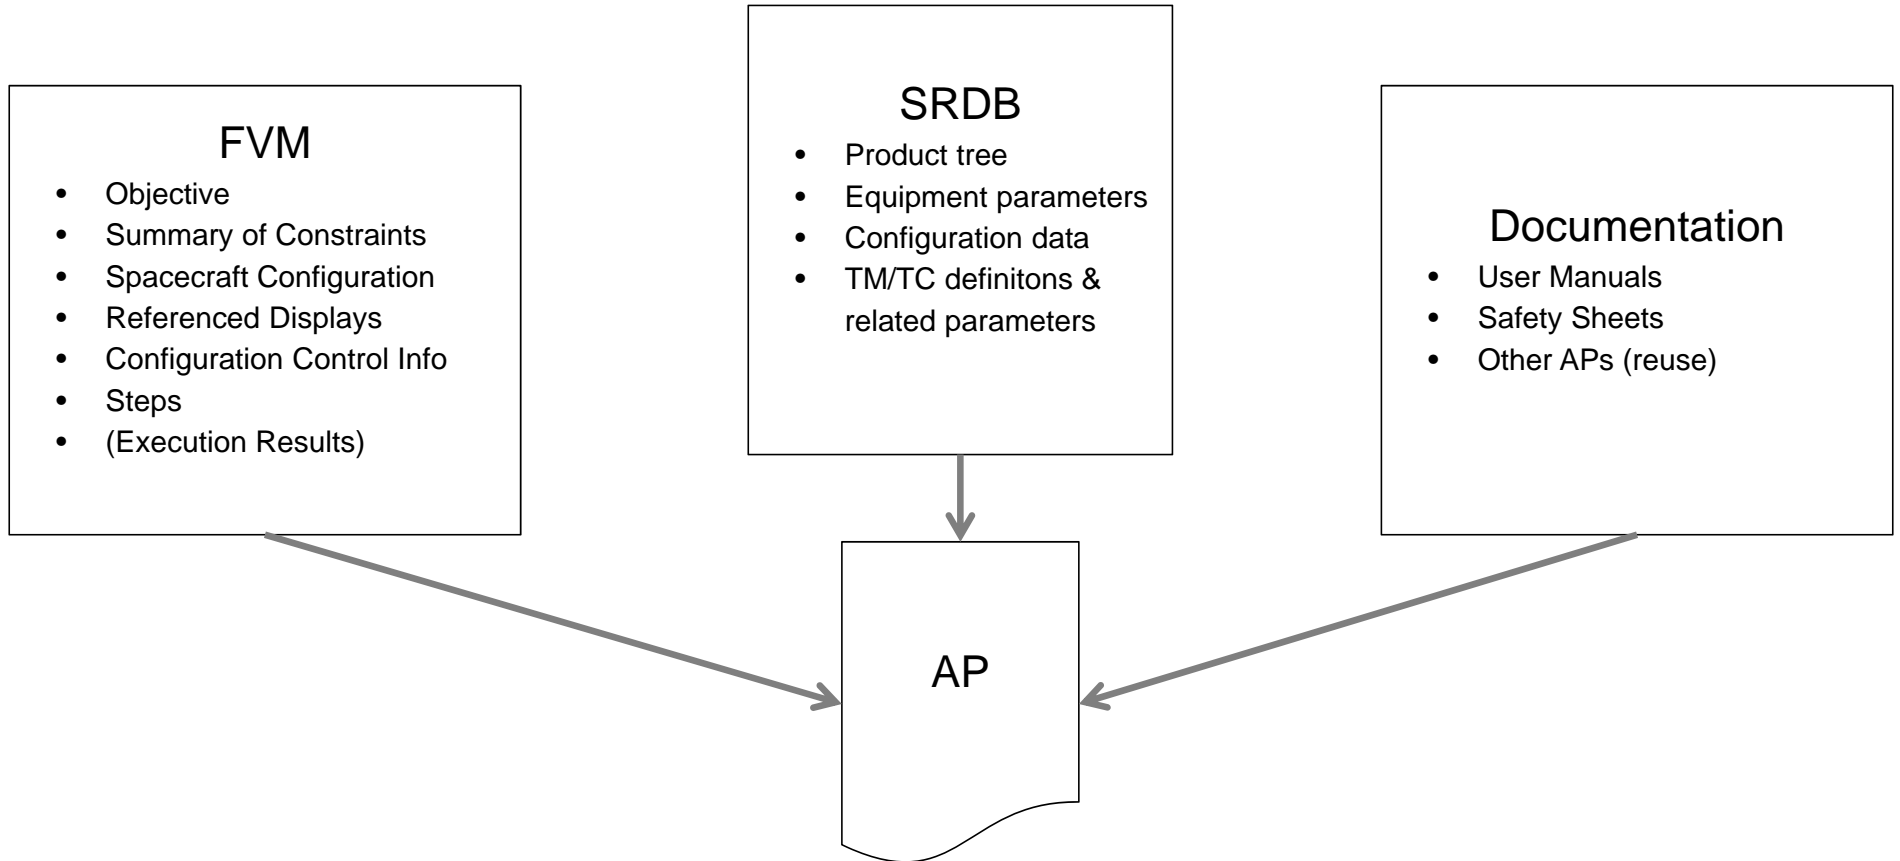 FVM
• Objective
• Summary of Constraints
• Spacecraft Configuration
• Referenced Displays
• Configuration Control Info
• Steps
• (Execution Results)
SRDB
• Product tree
• Equipment parameters
• Configuration data
• TM/TC definitons &
related parameters
Documentation
• User Manuals
• Safety Sheets
• Other APs (reuse)
AP